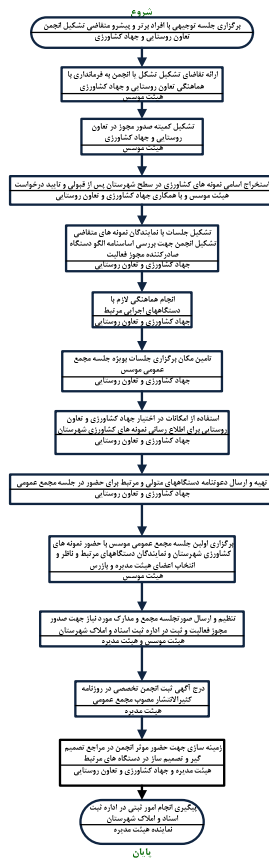 شروع
برگزاری جلسه توجیهی با افراد برتر و پیشرو متقاضی تشکیل انجمن
تعاون روستایی و جهاد کشاورزی
ارائه تقاضای تشکیل تشکل یا انجمن به فرمانداری با
هماهنگی تعاون روستایی و جهاد کشاورزی
هیئت موسس
تشکیل کمیته صدور مجوز در تعاون
روستایی و جهاد کشاورزی
هیئت موسس
استخراج اسامی نمونه های کشاورزی در سطح شهرستان پس از قبولی و تایید درخواست
هیئت موسس و با همکاری جهاد کشاورزی و تعاون روستایی
تشکیل جلسات با نمایندگان نمونه های متقاضی
تشکیل انجمن جهت بررسی اساسنامه الگو دستگاه
صادرکننده مجوز فعالیت
جهاد کشاورزی و تعاون روستایی
انجام هماهنگی لازم با
دستگاههای اجرایی مرتبط
جهاد کشاورزی و تعاون روستایی
تامین مکان برگزاری جلسات بویژه جلسه مجمع
عمومی موسس
جهاد کشاورزی و تعاون روستایی
استفاده از امکانات در اختیار جهاد کشاورزی و تعاون
روستایی برای اطلاع رسانی نمونه های کشاورزی شهرستان
جهاد کشاورزی و تعاون روستایی
تهیه و ارسال دعوتنامه دستگاههای متولی و مرتبط برای حضور در جلسه مجمع عمومی
جهاد کشاورزی و تعاون روستایی
برگزاری اولین جلسه مجمع عمومی موسس با حضور نمونه های
کشاورزی شهرستان و نمایندگان دستگاههای مرتبط و ناظر و
انتخاب اعضای هیئت مدیره و بازرس
هیئت موسس
تنظیم و ارسال صورتجلسه مجمع و مدارک مورد نیاز جهت صدور
مجوز فعالیت و ثبت در اداره ثبت اسناد و املاک شهرستان
هیئت موسس و هیئت مدیره
درج آگهی ثبت انجمن تخصصی در روزنامه
کثیرالانتشار مصوب مجمع عمومی
هیئت مدیره
زمینه سازی جهت حضور موثر انجمن در مراجع تصمیم
گیر و تصمیم ساز در دستگاه های مرتبط
هیئت مدیره و جهاد کشاورزی و تعاون روستایی
پیگیری انجام امور ثبتی در اداره ثبت
اسناد و املاک شهرستان
نماینده هیئت مدیره
پایان